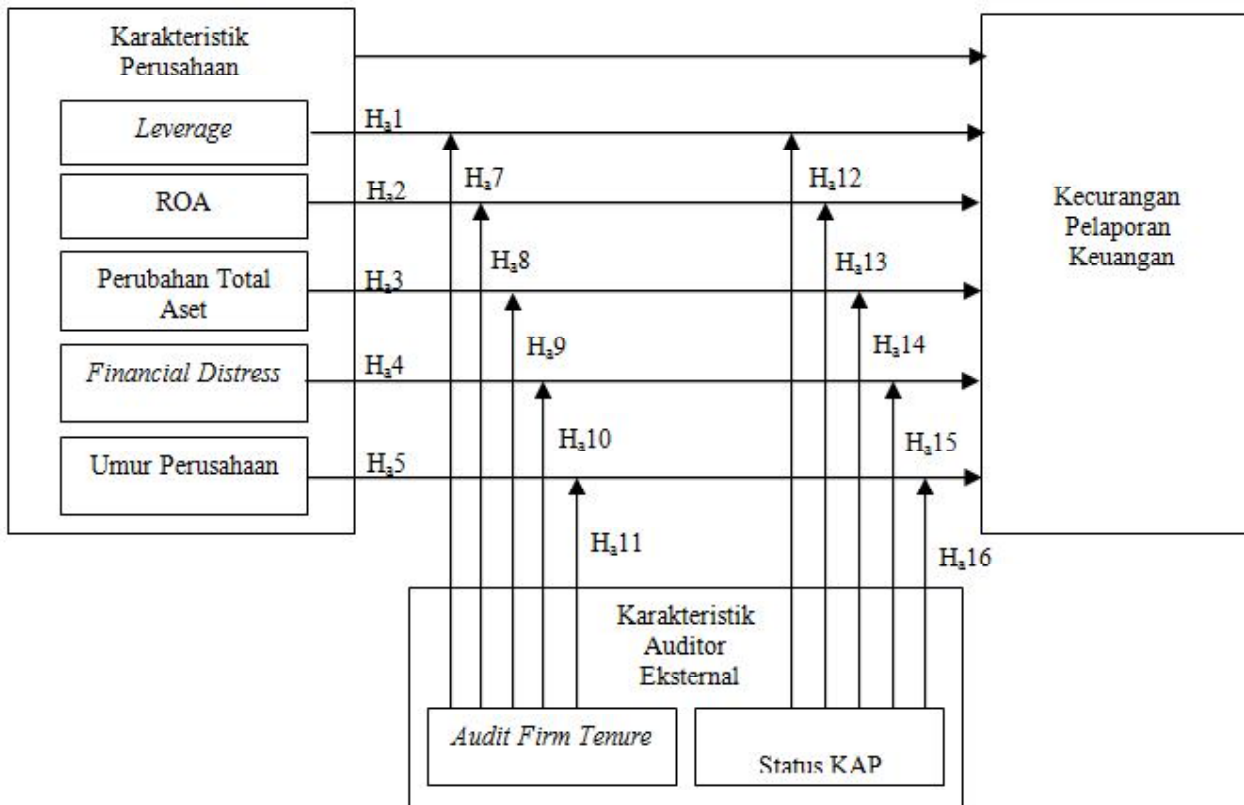 Karakteristik
Perusahaan
Leverage
Hₐ1
Hₐ7
Hₐ12
ROA
Hₐ2
Hₐ8
Hₐ13
Perubahan Total
Aset
Hₐ3
Hₐ9
Hₐ14
Financial Distress
Hₐ4
Hₐ10
Hₐ15
Umur Perusahaan
Hₐ5
Hₐ11
Hₐ16
Kecurangan
Pelaporan
Keuangan
Karakteristik
Auditor
Eksternal
Audit Firm Tenure
Status KAP